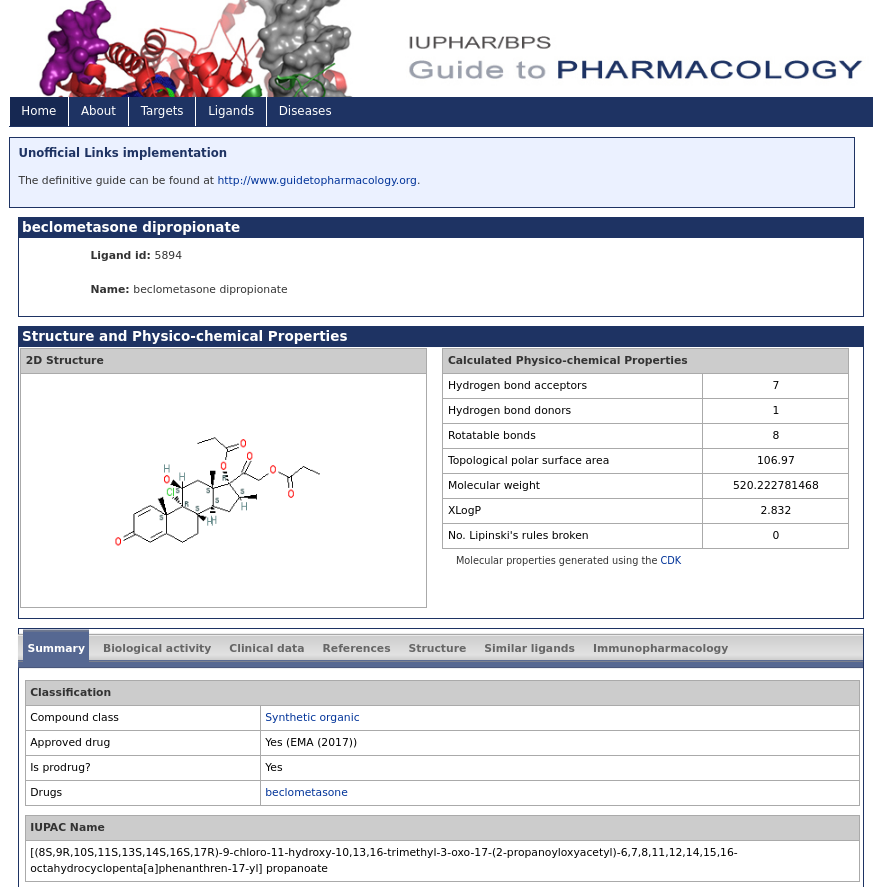 IUPHAR/BPS
Guide to PHARMACOLOGY
Home About Targets Ligands Diseases
Unofficial Links implementation
The definitive guide can be found at http://www.guidetopharmacology.org.
beclometasone dipropionate
Ligand id: 5894
Name: beclometasone dipropionate
Structure and Physico-chemical Properties
2D Structure
Calculated Physico-chemical Properties
Hydrogen bond acceptors 7
Hydrogen bond donors 1
Rotatable bonds 8
Topological polar surface area 106.97
Molecular weight 520.222781468
XLogP 2.832
No. Lipinski's rules broken 0
Molecular properties generated using the CDK
Summary Biological activity Clinical data References Structure Similar ligands Immunopharmacology
Classification
Compound class Synthetic organic
Approved drug Yes (EMA (2017))
Is prodrug? Yes
Drugs beclometasone
IUPAC Name
[(8S,9R,10S,11S,13S,14S,16S,17R)-9-chloro-11-hydroxy-10,13,16-trimethyl-3-oxo-17-(2-propanoyloxyacetyl)-6,7,8,11,12,14,15,16-
octahydrocyclopenta[a]phenanthren-17-yl] propanoate